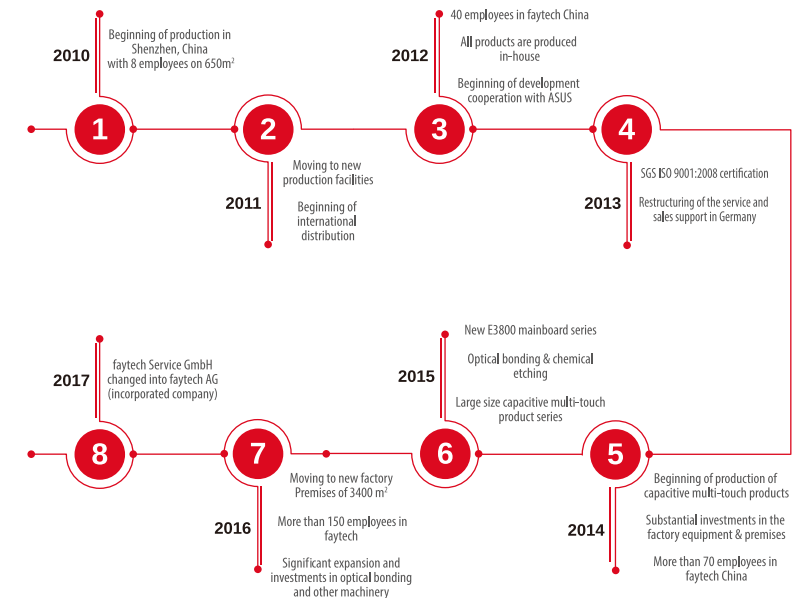 2010
Beginning of production in
Shenzhen, China
with 8 employees on 650m²
1
2
2011
Moving to new
production facilities
Beginning of
international
distribution
2012
40 employees in faytech China
All products are produced
in-house
Beginning of development
cooperation with ASUS
3
4
2013
SGS ISO 9001:2008 certification
Restructuring of the service and
sales support in Germany
5
2014
Beginning of production of
capacitive multi-touch products
Substantial investments in the
factory equipment & premises
More than 70 employees in
faytech China
2015
New E3800 mainboard series
Optical bonding & chemical
etching
Large size capacitive multi-touch
product series
6
7
2016
Moving to new factory
Premises of 3400 m²
More than 150 employees in
faytech
Significant expansion and
investments in optical bonding
and other machinery
2017
faytech Service GmbH
changed into faytech AG
(incorporated company)
8